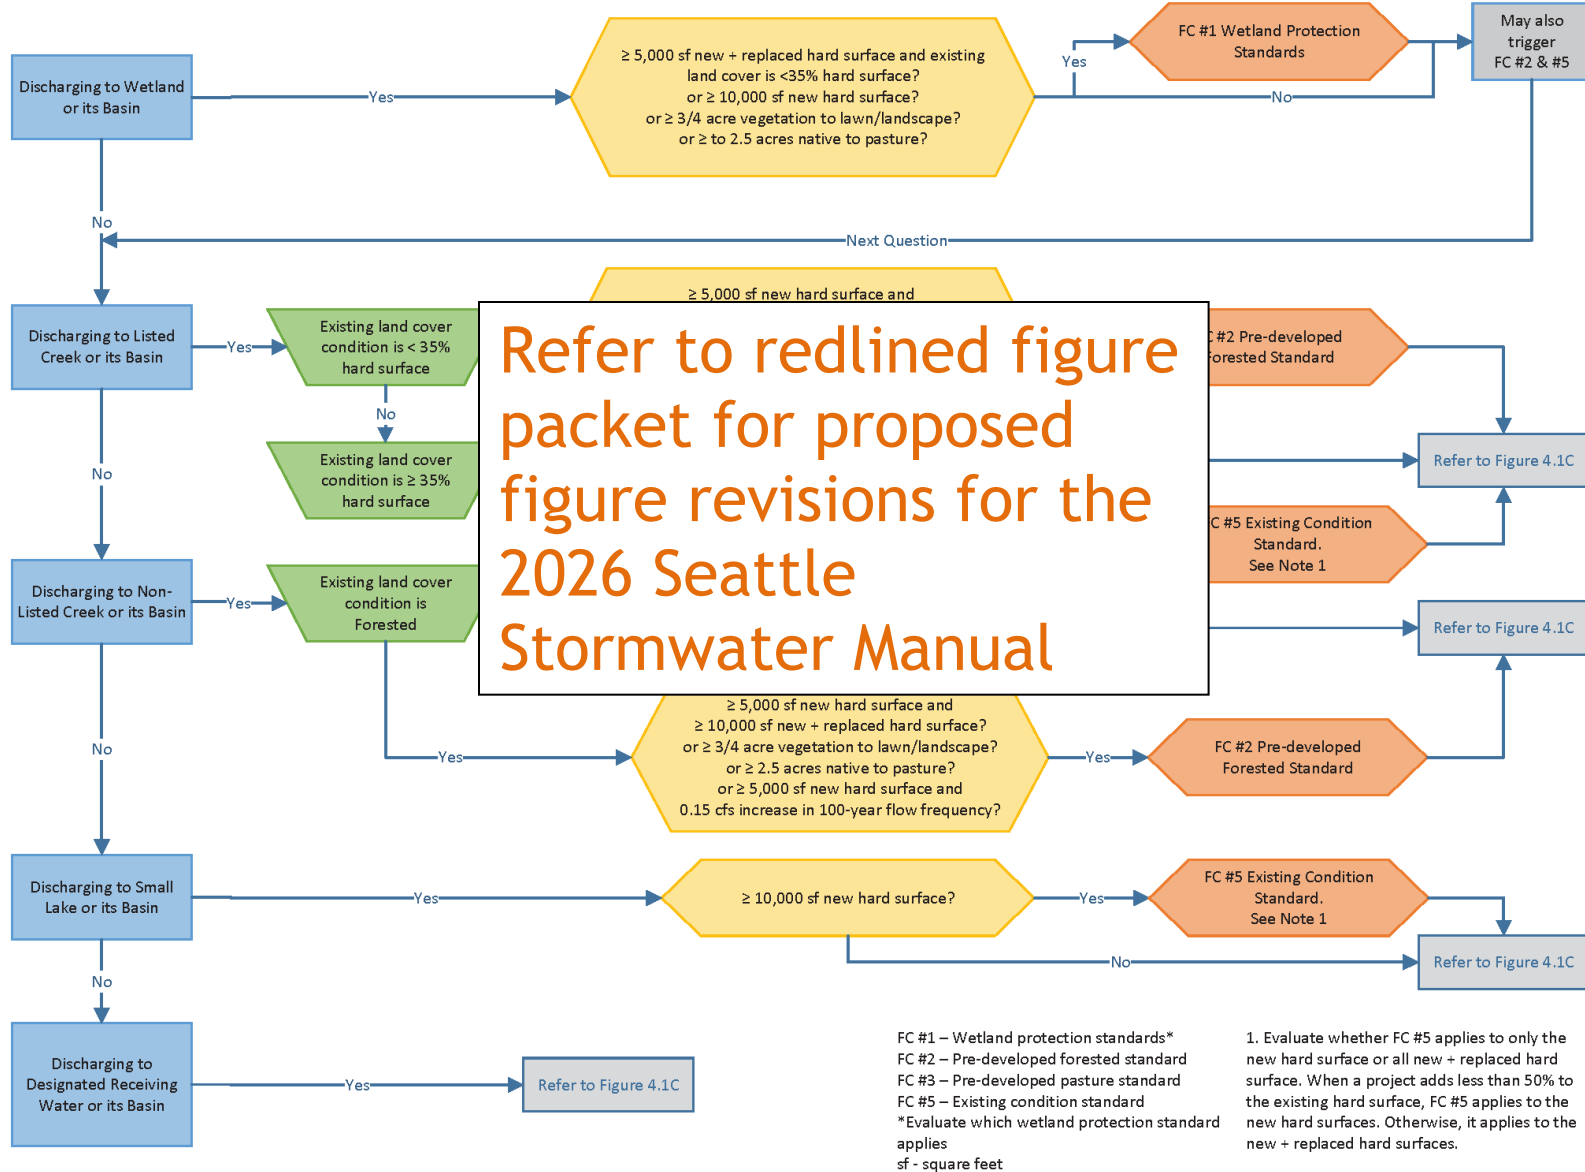 ≥ 5,000 sf new + replaced hard surface and existing
land cover is <35% hard surface?
or ≥ 10,000 sf new hard surface?
or ≥ 3/4 acre vegetation to lawn/landscape?
or ≥ to 2.5 acres native to pasture?
FC #1 Wetland Protection
Standards
May also
trigger
FC #2 & #5
Discharging to Wetland
or its Basin
Yes
Yes
No
No
Next Question
≥ 5,000 sf new hard surface and
Discharging to Listed
Creek or its Basin
Yes
Existing land cover
condition is < 35%
hard surface
No
Existing land cover
condition is ≥ 35%
hard surface
Refer to redlined figure
packet for proposed
figure revisions for the
2026 Seattle
Stormwater Manual
#2 Pre-developed
Forested Standard
Refer to Figure 4.1C
C #5 Existing Condition
Standard.
See Note 1
No
Discharging to Non-
Listed Creek or its Basin
Yes
Existing land cover
condition is
Forested
Refer to Figure 4.1C
Yes
≥ 5,000 sf new hard surface and
≥ 10,000 sf new + replaced hard surface?
or ≥ 3/4 acre vegetation to lawn/landscape?
or ≥ 2.5 acres native to pasture?
or ≥ 5,000 sf new hard surface and
0.15 cfs increase in 100-year flow frequency?
Yes
FC #2 Pre-developed
Forested Standard
No
Discharging to Small
Lake or its Basin
Yes
≥ 10,000 sf new hard surface?
Yes
FC #5 Existing Condition
Standard.
See Note 1
No
Refer to Figure 4.1C
No
Discharging to
Designated Receiving
Water or its Basin
Yes
Refer to Figure 4.1C
FC #1 – Wetland protection standards*
FC #2 – Pre-developed forested standard
FC #3 – Pre-developed pasture standard
FC #5 – Existing condition standard
*Evaluate which wetland protection standard
applies
sf - square feet
1. Evaluate whether FC #5 applies to only the
new hard surface or all new + replaced hard
surface. When a project adds less than 50% to
the existing hard surface, FC #5 applies to the
new hard surfaces. Otherwise, it applies to the
new + replaced hard surfaces.